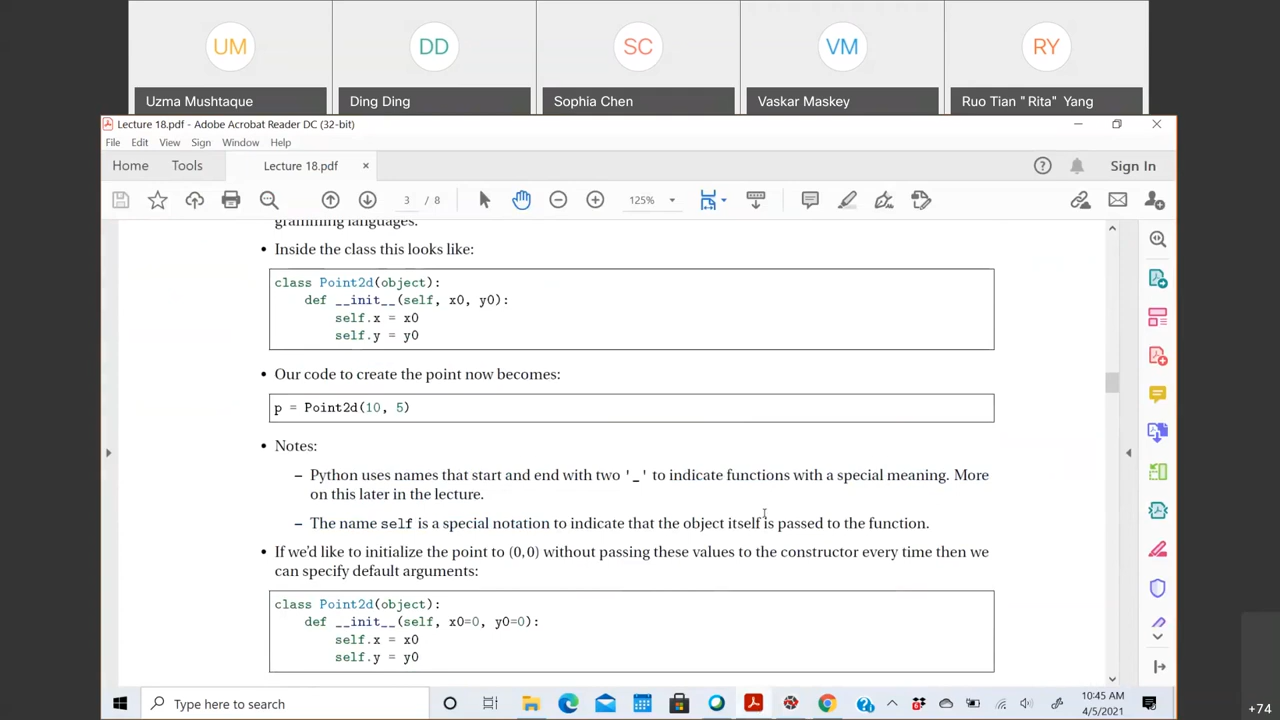 UM
DD
SC
VM
RY
Uzma Mushtaque
Ding Ding
Sophia Chen
Vaskar Maskey
Ruo Tian "Rita" Yang
Lecture 18.pdf - Adobe Acrobat Reader DC (32-bit)
File Edit View Sign Window Help
Home Tools Lecture 18.pdf × Sign In
3 / 8 125%
gramming languages.
• Inside the class this looks like:
class Point2d(object):
def __init__(self, x0, y0):
self.x = x0
self.y = y0
• Our code to create the point now becomes:
p = Point2d(10, 5)
• Notes:
– Python uses names that start and end with two '_' to indicate functions with a special meaning. More
on this later in the lecture.
– The name self is a special notation to indicate that the object itself is passed to the function.
• If we'd like to initialize the point to (0,0) without passing these values to the constructor every time then we
can specify default arguments:
class Point2d(object):
def __init__(self, x0=0, y0=0):
self.x = x0
self.y = y0
Type here to search
10:45 AM
4/5/2021
+74